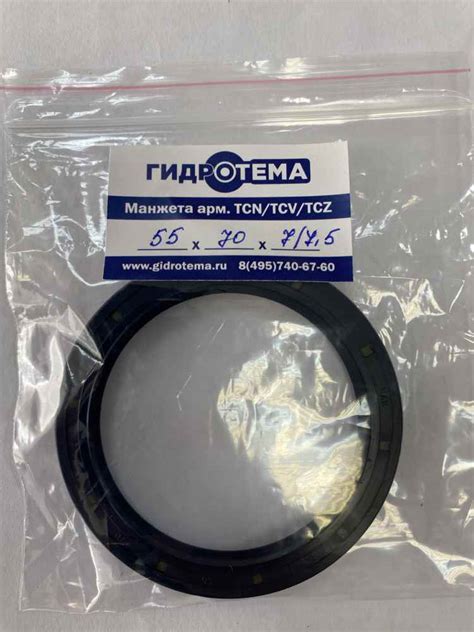 ГИДРОТЕМА
Манжета арм. TCN/TCV/TCZ
55 x 70 x 7/7,5
www.gidrotema.ru 8(495)740-67-60